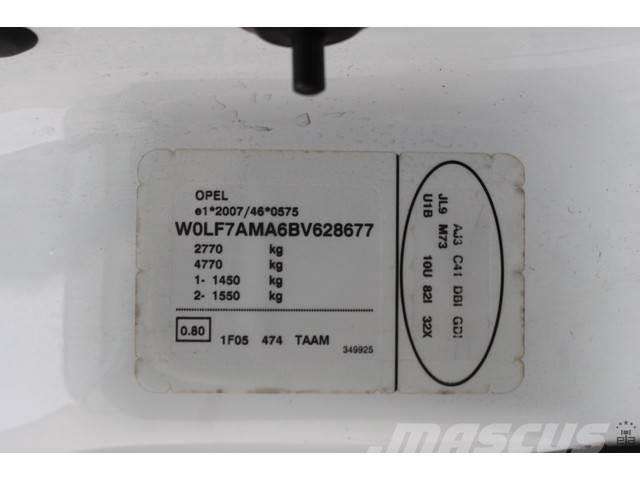 OPEL
e1*2007/46*0575
W0LF7AMA6BV628677
2770 kg
4770 kg
1- 1450 kg
2- 1550 kg
0.80 1F05 474 TAAM
349925
AJ3 C41 DBI GDI
JL9 M73 10U 82I 32X
U1B
MASCUS